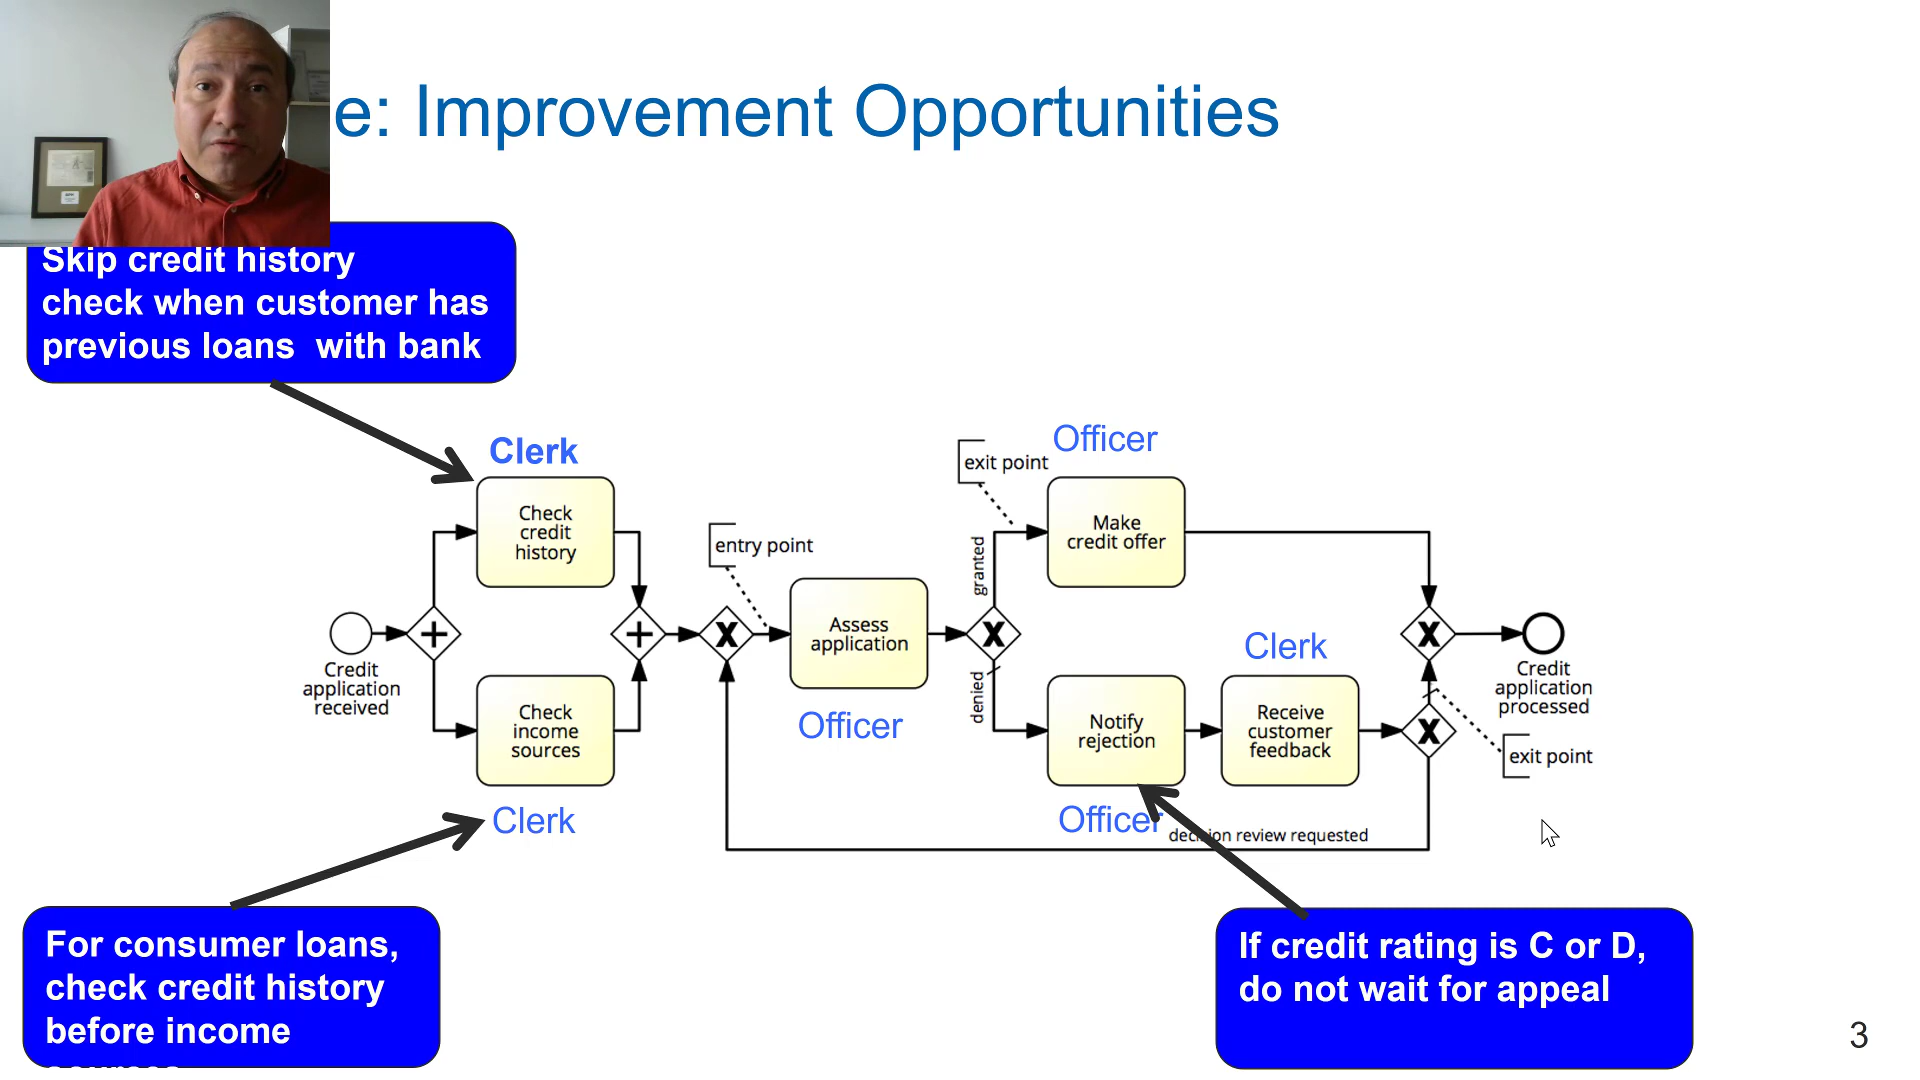 e: Improvement Opportunities
Skip credit history
check when customer has
previous loans with bank
Clerk
Check
credit
history
entry point
exit point
Officer
granted
Make
credit offer
Credit
application
received
Assess
application
Officer
denied
Clerk
Credit
application
processed
Check
income
sources
Clerk
Notify
rejection
Officer
Receive
customer
feedback
exit point
decision review requested
For consumer loans,
check credit history
before income
If credit rating is C or D,
do not wait for appeal
3